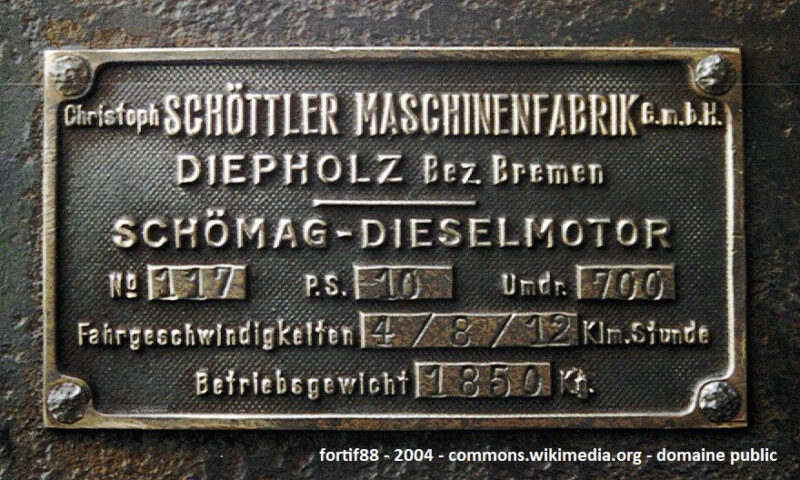 Christoph SCHÖTTLER MASCHINENFABRIK G.m.b.H.
DIEPHOLZ Bez Bremen
SCHÖMAG-DIESELMOTOR
No 117 P.S. 10 Umdr. 700
Fahrgeschwindigkeiten 4/8/12 Klm.Stunde
Betriebsgewicht 1850 Kg.
fortif88 - 2004 - commons.wikimedia.org - domaine public